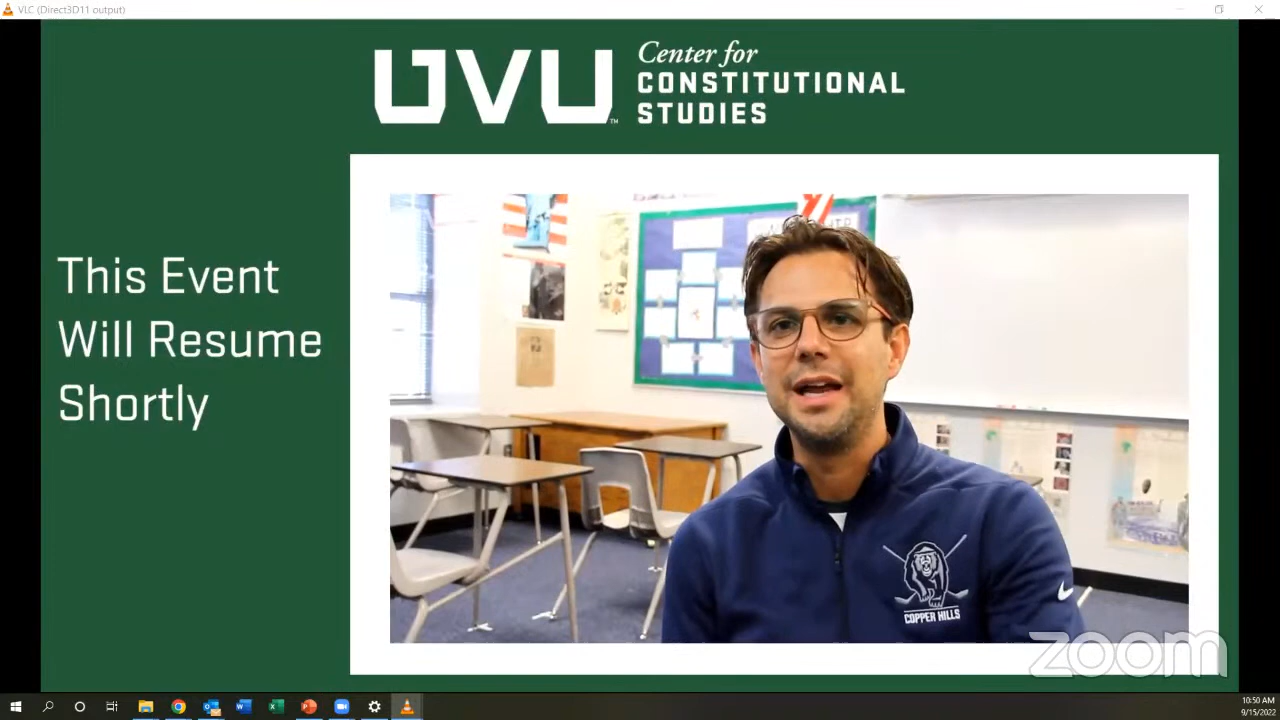 VLC (Direct3D11 output)
UVU
™
Center for
CONSTITUTIONAL
STUDIES
This Event
Will Resume
Shortly
COPPER HILLS
zoom
10:50 AM
9/15/2022